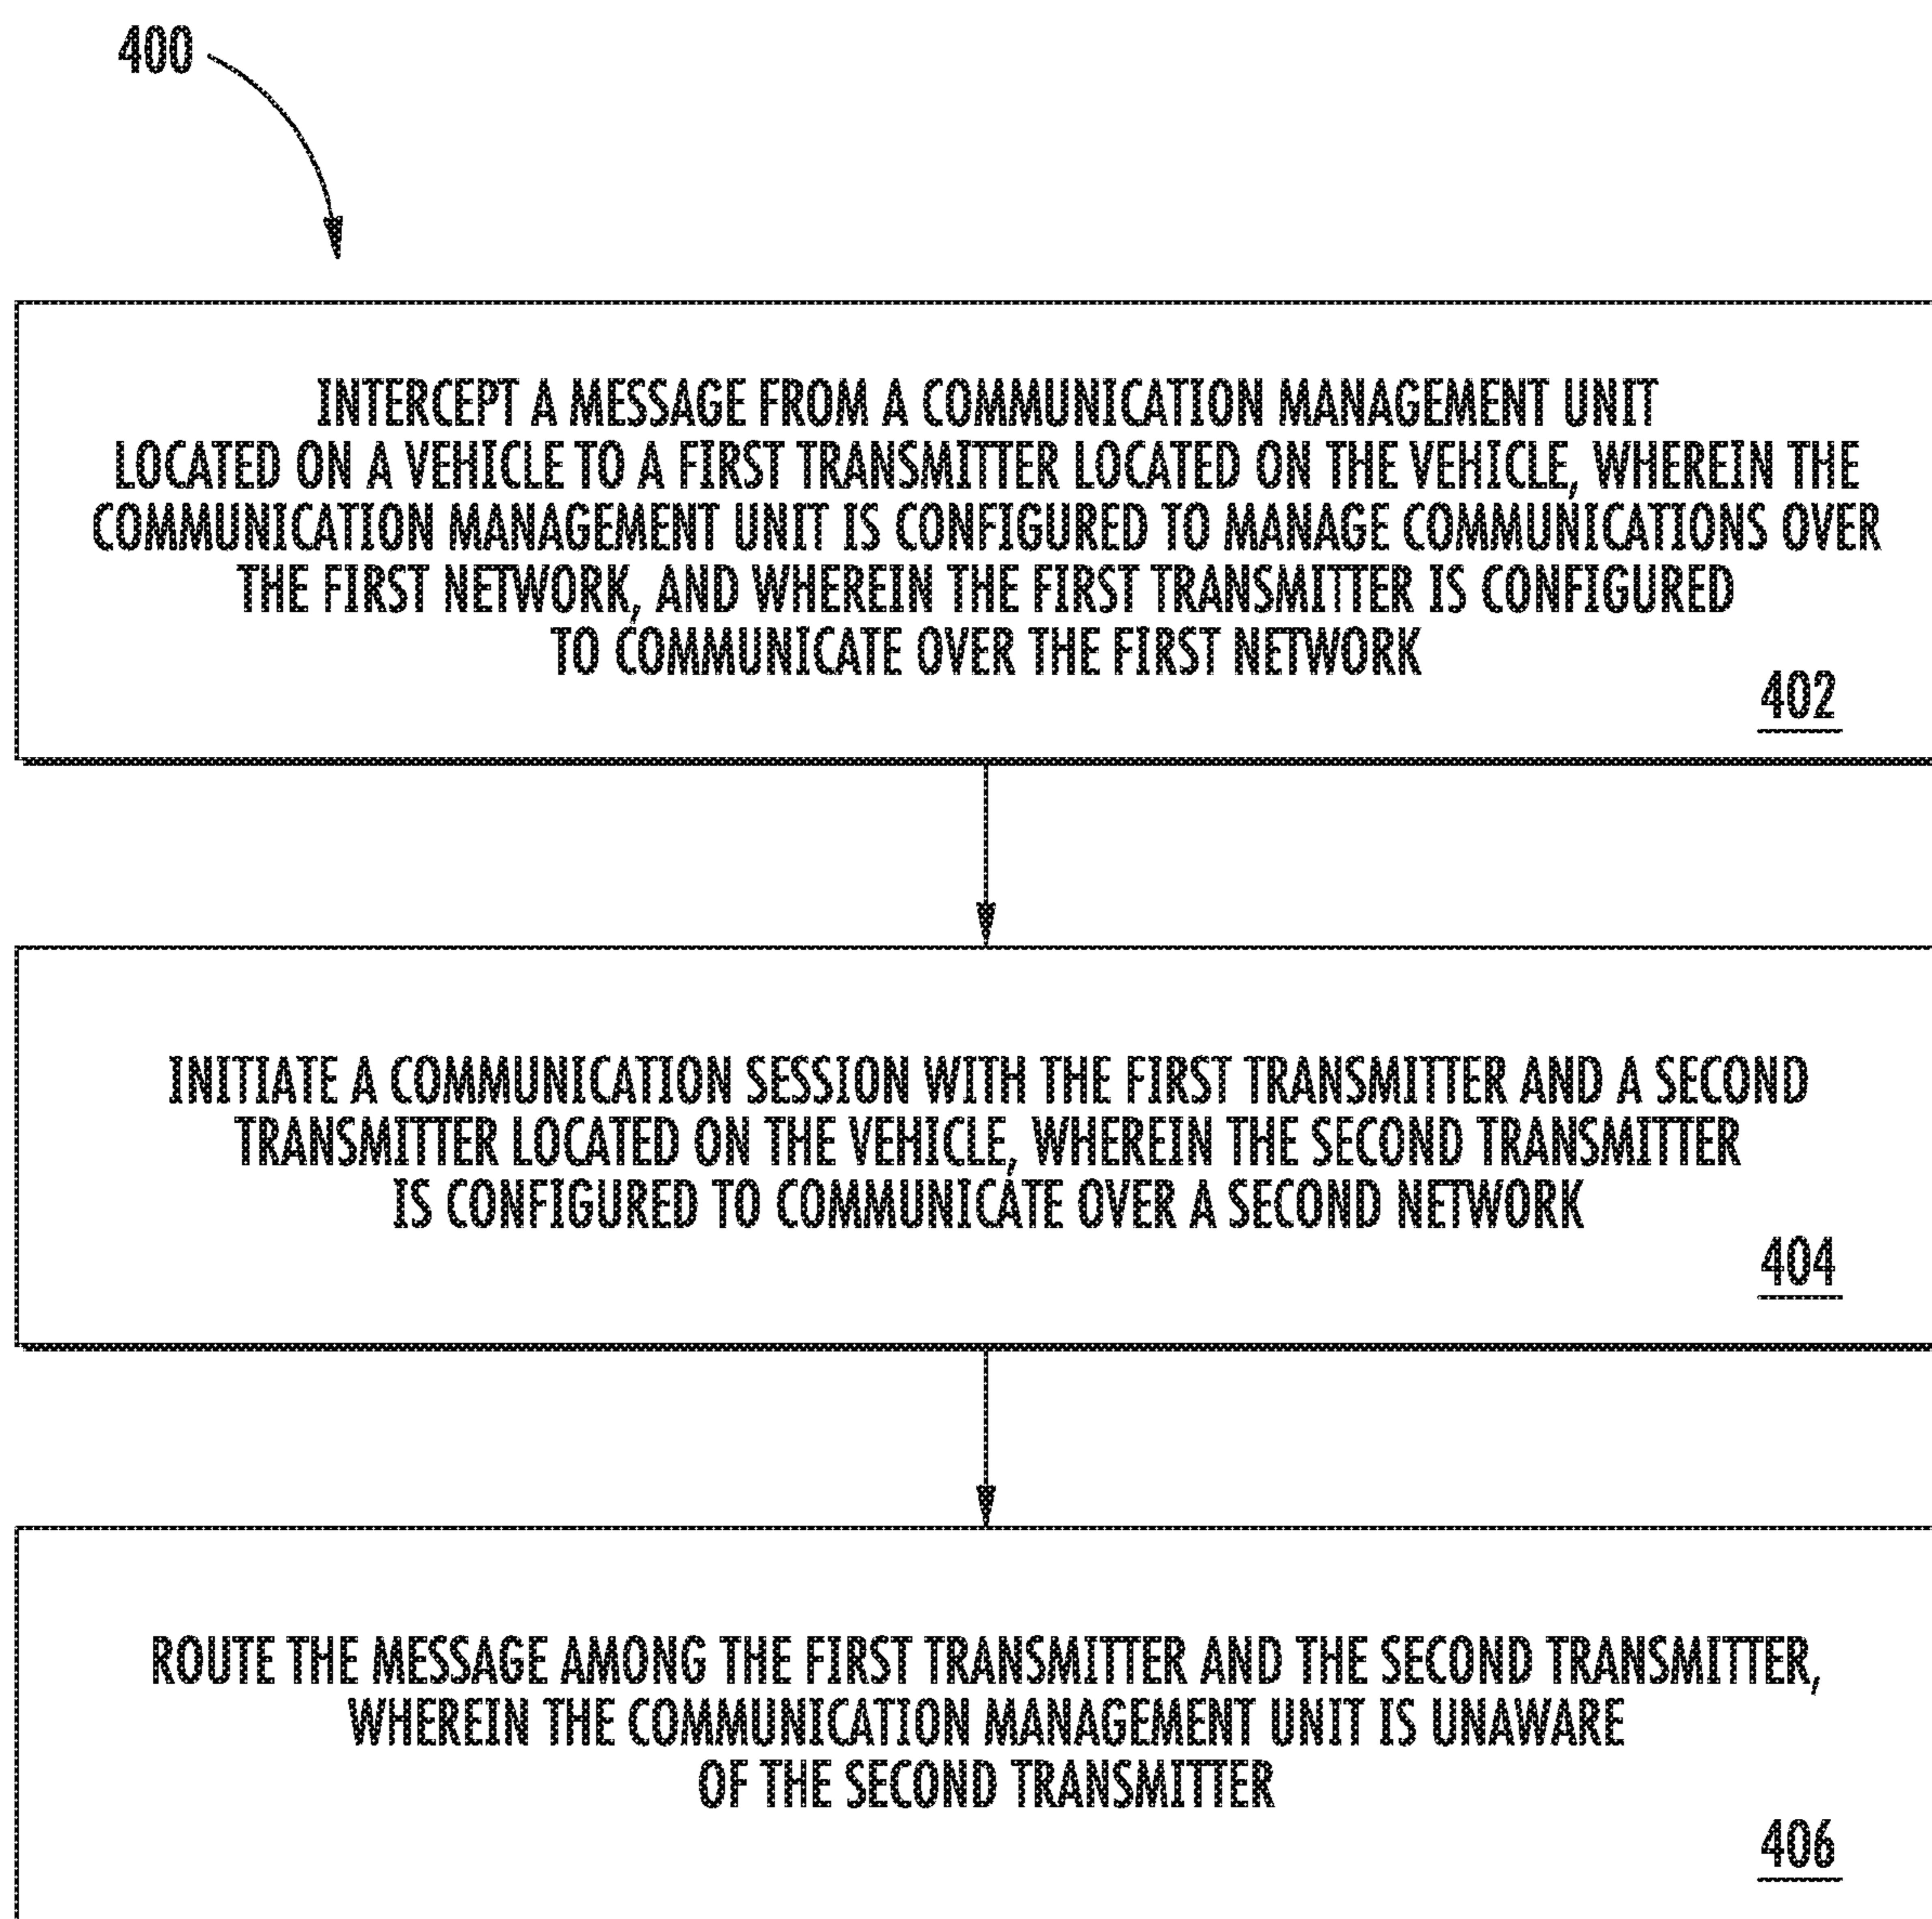 400
INTERCEPT A MESSAGE FROM A COMMUNICATION MANAGEMENT UNIT
LOCATED ON A VEHICLE TO A FIRST TRANSMITTER LOCATED ON THE VEHICLE, WHEREIN THE
COMMUNICATION MANAGEMENT UNIT IS CONFIGURED TO MANAGE COMMUNICATIONS OVER
THE FIRST NETWORK, AND WHEREIN THE FIRST TRANSMITTER IS CONFIGURED
TO COMMUNICATE OVER THE FIRST NETWORK
402
INITIATE A COMMUNICATION SESSION WITH THE FIRST TRANSMITTER AND A SECOND
TRANSMITTER LOCATED ON THE VEHICLE, WHEREIN THE SECOND TRANSMITTER
IS CONFIGURED TO COMMUNICATE OVER A SECOND NETWORK
404
ROUTE THE MESSAGE AMONG THE FIRST TRANSMITTER AND THE SECOND TRANSMITTER,
WHEREIN THE COMMUNICATION MANAGEMENT UNIT IS UNAWARE
OF THE SECOND TRANSMITTER
406